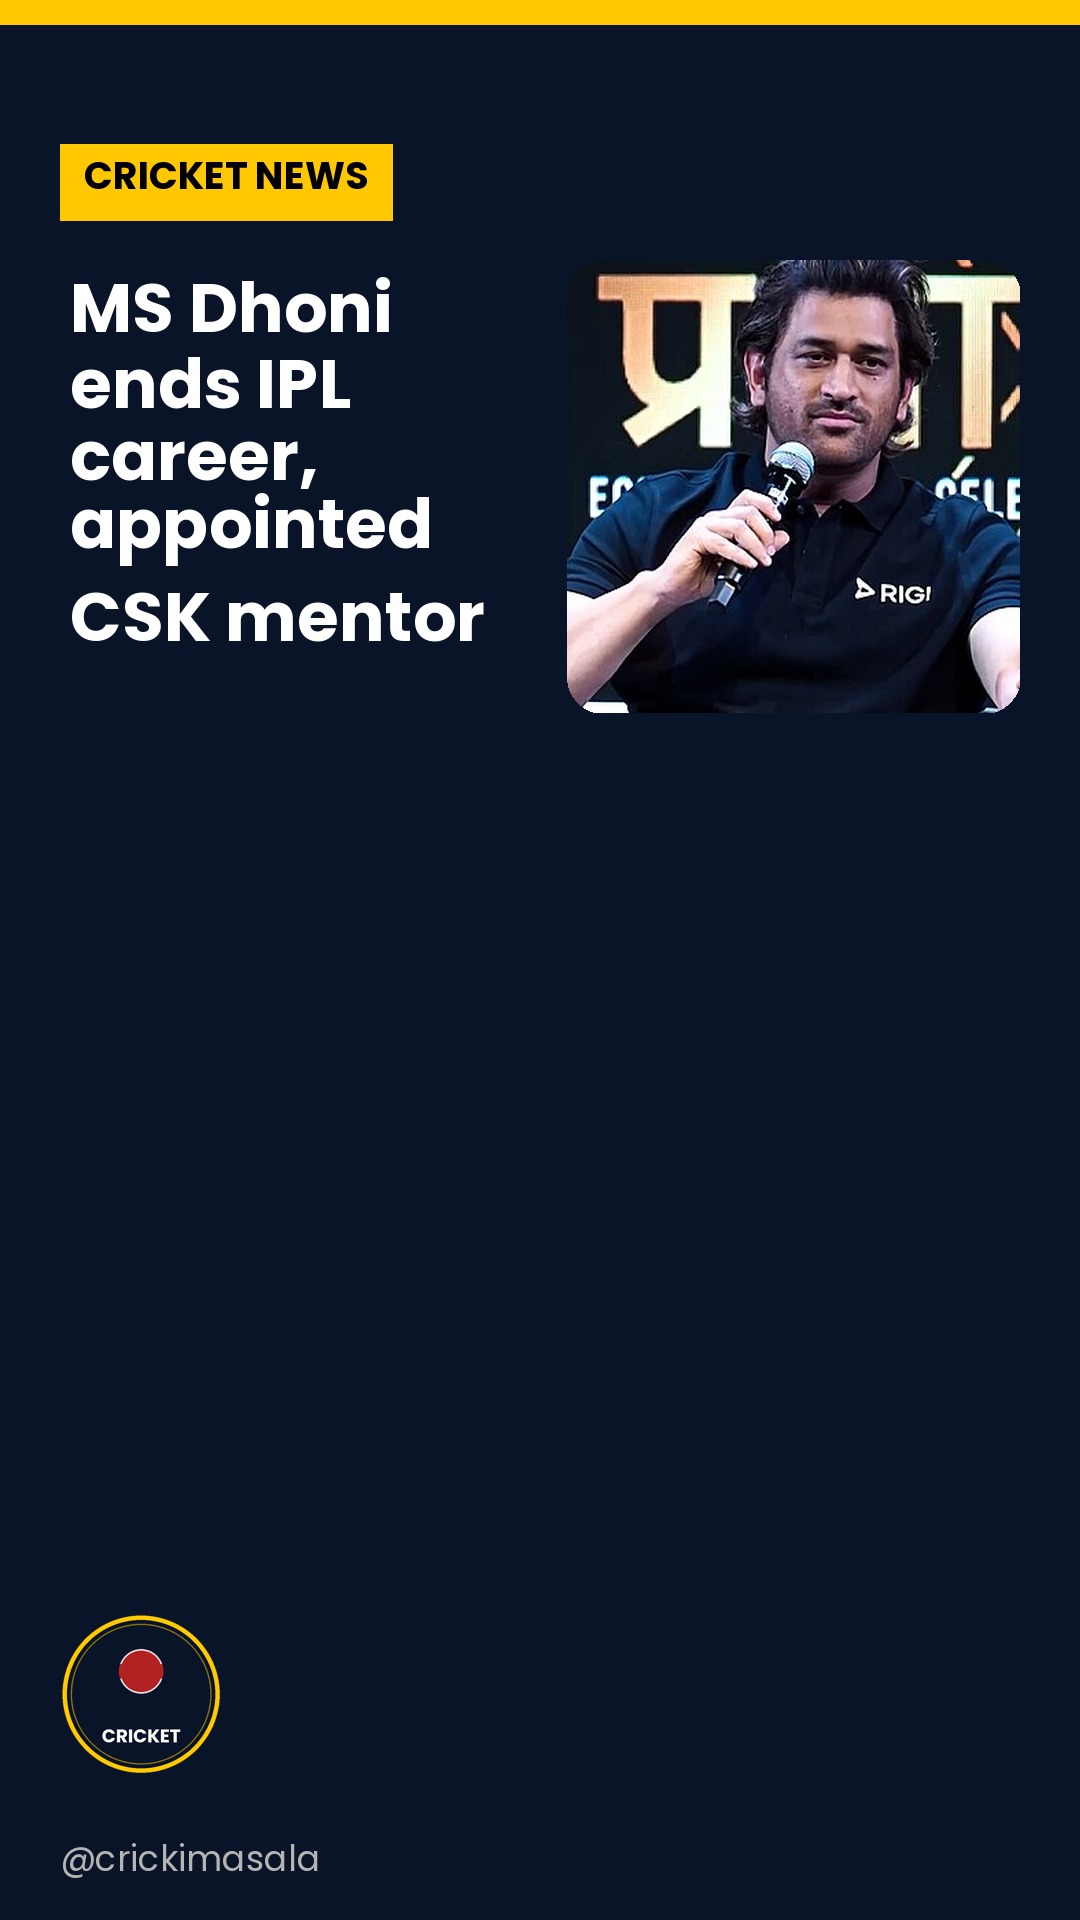 CRICKET NEWS
MS Dhoni
ends IPL
career,
appointed
CSK mentor
RIGI
CRICKET
@crickimasala